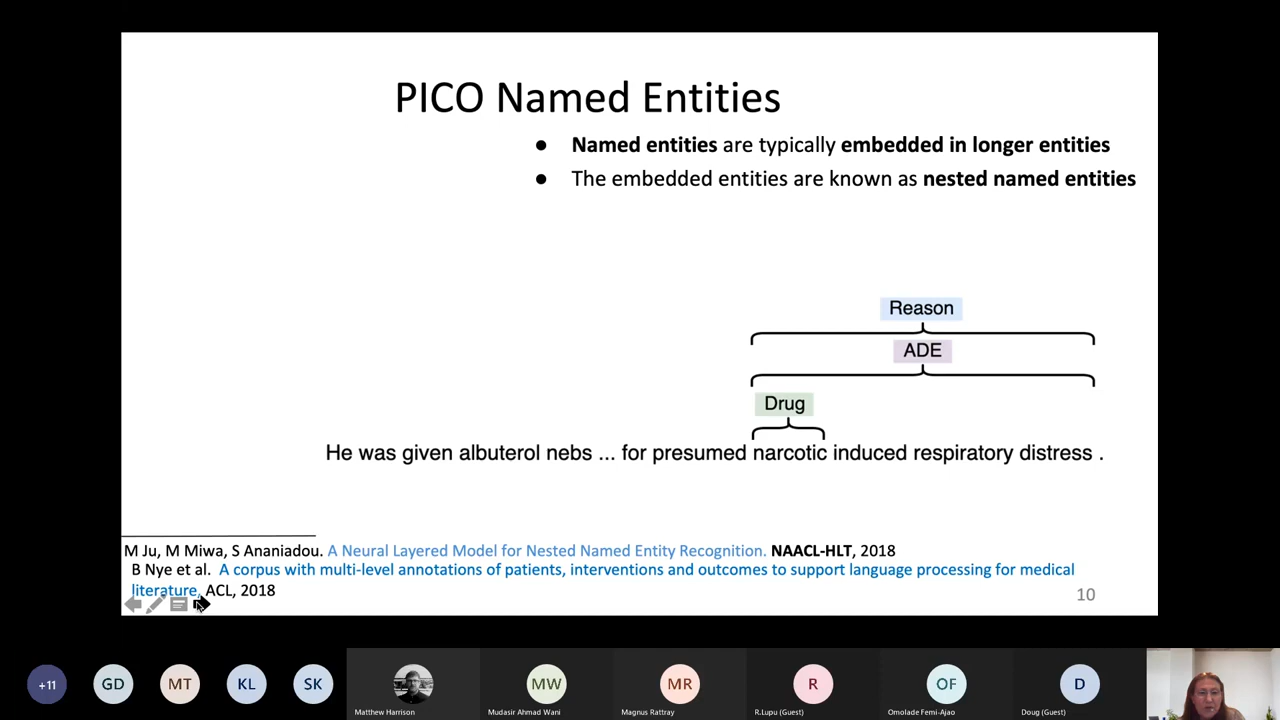 PICO Named Entities
● Named entities are typically embedded in longer entities
● The embedded entities are known as nested named entities
Reason
ADE
Drug
He was given albuterol nebs ... for presumed narcotic induced respiratory distress .
M Ju, M Miwa, S Ananiadou. A Neural Layered Model for Nested Named Entity Recognition. NAACL-HLT, 2018
B Nye et al. A corpus with multi-level annotations of patients, interventions and outcomes to support language processing for medical
literature, ACL, 2018
10
+11
GD
MT
KL
SK
MW
MR
R
OF
D
Matthew Harrison
Mudasir Ahmad Wani
Magnus Rattray
R.Lupu (Guest)
Omolade Femi-Ajao
Doug (Guest)